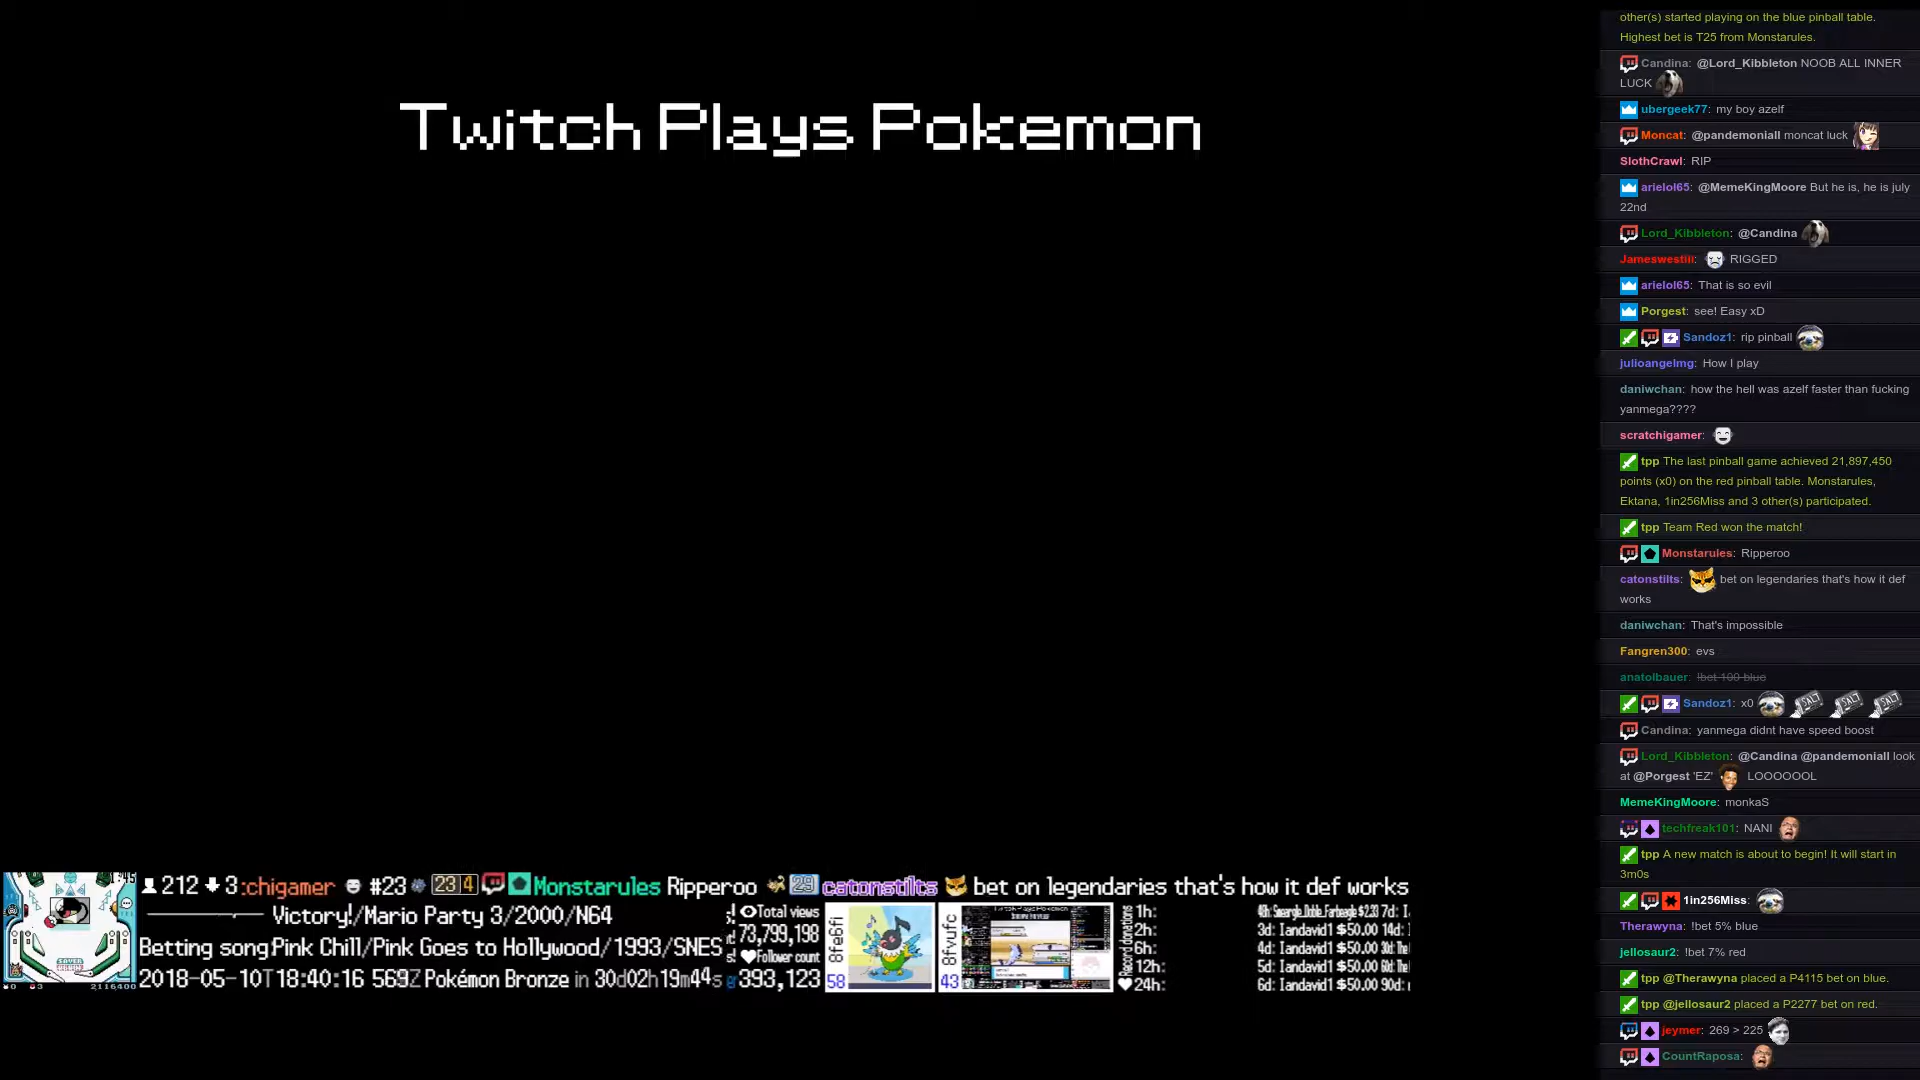 Twitch Plays Pokemon
other(s) started playing on the blue pinball table.
Highest bet is T25 from Monstarules.
Candina: @Lord_Kibbleton NOOB ALL INNER
LUCK
ubergeek77: my boy azelf
Moncat: @pandemoniall moncat luck
SlothCrawl: RIP
arielol65: @MemeKingMoore But he is, he is july
22nd
Lord_Kibbleton: @Candina
Jameswestiii: RIGGED
arielol65: That is so evil
Porgest: see! Easy xD
Sandoz1: rip pinball
julioangelmg: How I play
daniwchan: how the hell was azelf faster than fucking
yanmega????
scratchigamer:
tpp The last pinball game achieved 21,897,450
points (x0) on the red pinball table. Monstarules,
Ektana, 1in256Miss and 3 other(s) participated.
tpp Team Red won the match!
Monstarules: Ripperoo
catonstilts: bet on legendaries that's how it def
works
daniwchan: That's impossible
Fangren300: evs
anatolbauer: !bet 100 blue
Sandoz1: x0 SALT SALT SALT
Candina: yanmega didnt have speed boost
Lord_Kibbleton: @Candina @pandemoniall look
at @Porgest 'EZ' LOOOOOOL
MemeKingMoore: monkaS
techfreak101: NANI
tpp A new match is about to begin! It will start in
3m0s
1in256Miss:
Therawyna: !bet 5% blue
jellosaur2: !bet 7% red
tpp @Therawyna placed a P4115 bet on blue.
tpp @jellosaur2 placed a P2277 bet on red.
jeymer: 269 > 225
CountRaposa:
212 3 :chigamer #23 23 4 Monstarules Ripperoo 29 catonstilts bet on legendaries that's how it def works
Victory!/Mario Party 3/2000/N64
Betting song Pink Chill/Pink Goes to Hollywood/1993/SNES
2018-05-10T18:40:16 569Z Pokémon Bronze in 30d02h19m44s
Total views
73,799,198
Follower count
393,123
8fe6fi
58
8fvufc
43
Record donations
1h:
2h:
6h:
12h:
24h:
3d: Iandavid1 $50.00 14d:
4d: Iandavid1 $50.00 30d:
5d: Iandavid1 $50.00 60d:
6d: Iandavid1 $50.00 90d:
2116400